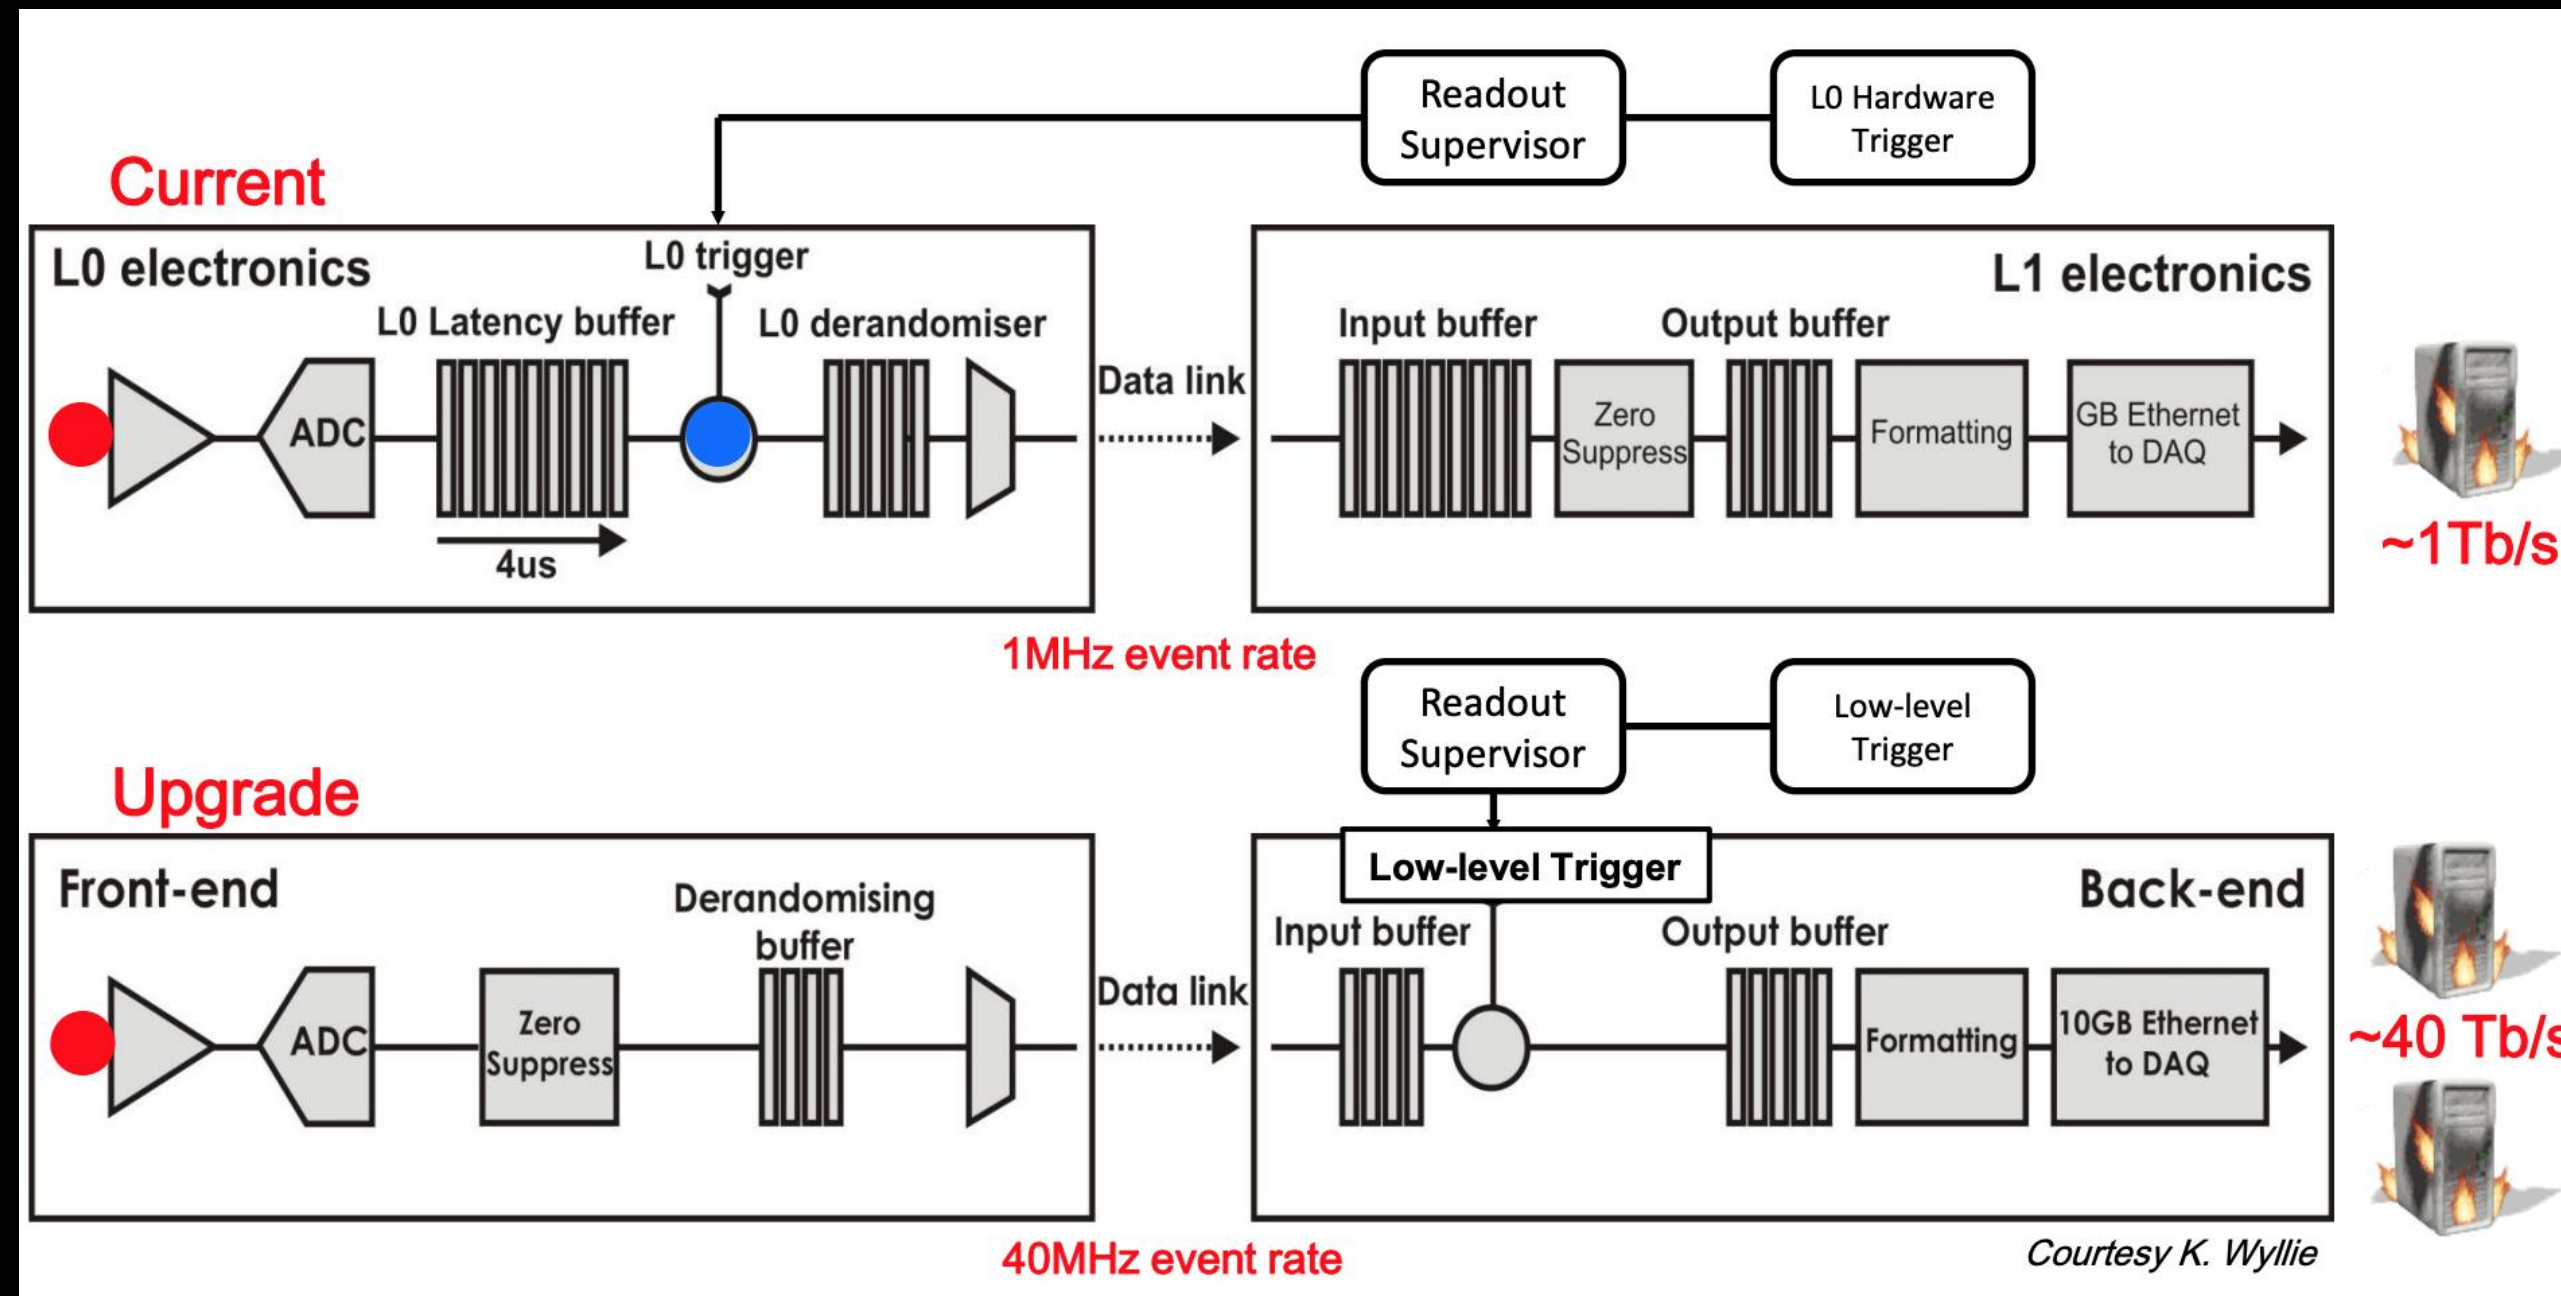 Readout
Supervisor
L0 Hardware
Trigger
Current
L0 electronics
L0 trigger
L0 Latency buffer
L0 derandomiser
ADC
4us
Data link
L1 electronics
Input buffer
Output buffer
Zero
Suppress
Formatting
GB Ethernet
to DAQ
~1Tb/s
1MHz event rate
Readout
Supervisor
Low-level
Trigger
Upgrade
Front-end
Derandomising
buffer
ADC
Zero
Suppress
Data link
Low-level Trigger
Back-end
Input buffer
Output buffer
Formatting
10GB Ethernet
to DAQ
~40 Tb/s
40MHz event rate
Courtesy K. Wyllie